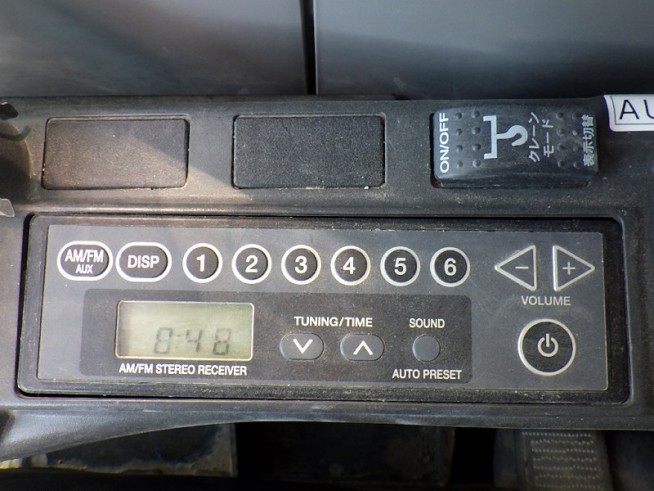 ON/OFF
クレーン
モード
表示切替
AU
AM/FM
AUX
DISP
1
2
3
4
5
6
VOLUME
TUNING/TIME
SOUND
8:48
AM/FM STEREO RECEIVER
AUTO PRESET